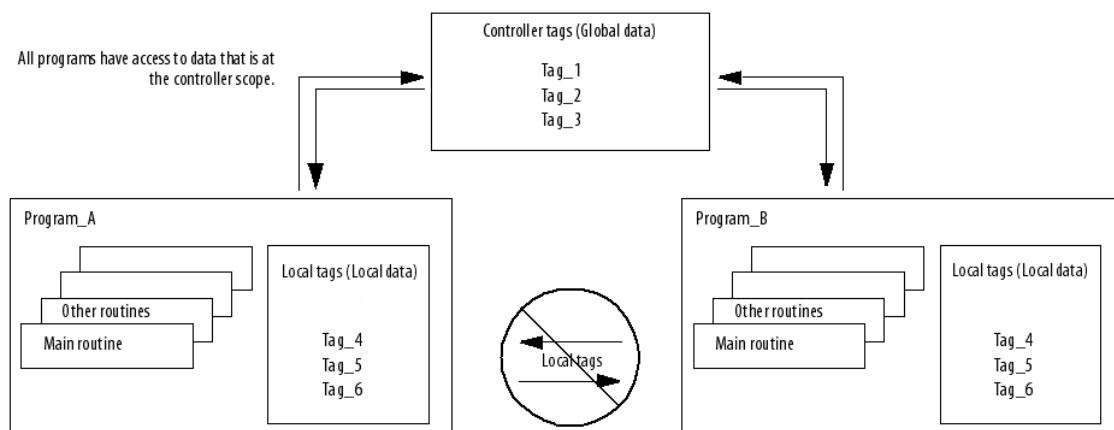 Controller tags (Global data)
All programs have access to data that is at
the controller scope.
Tag_1
Tag_2
Tag_3
Program_A
Local tags (Local data)
Other routines
Main routine
Tag_4
Tag_5
Tag_6
Local tags
Program_B
Local tags (Local data)
Other routines
Main routine
Tag_4
Tag_5
Tag_6